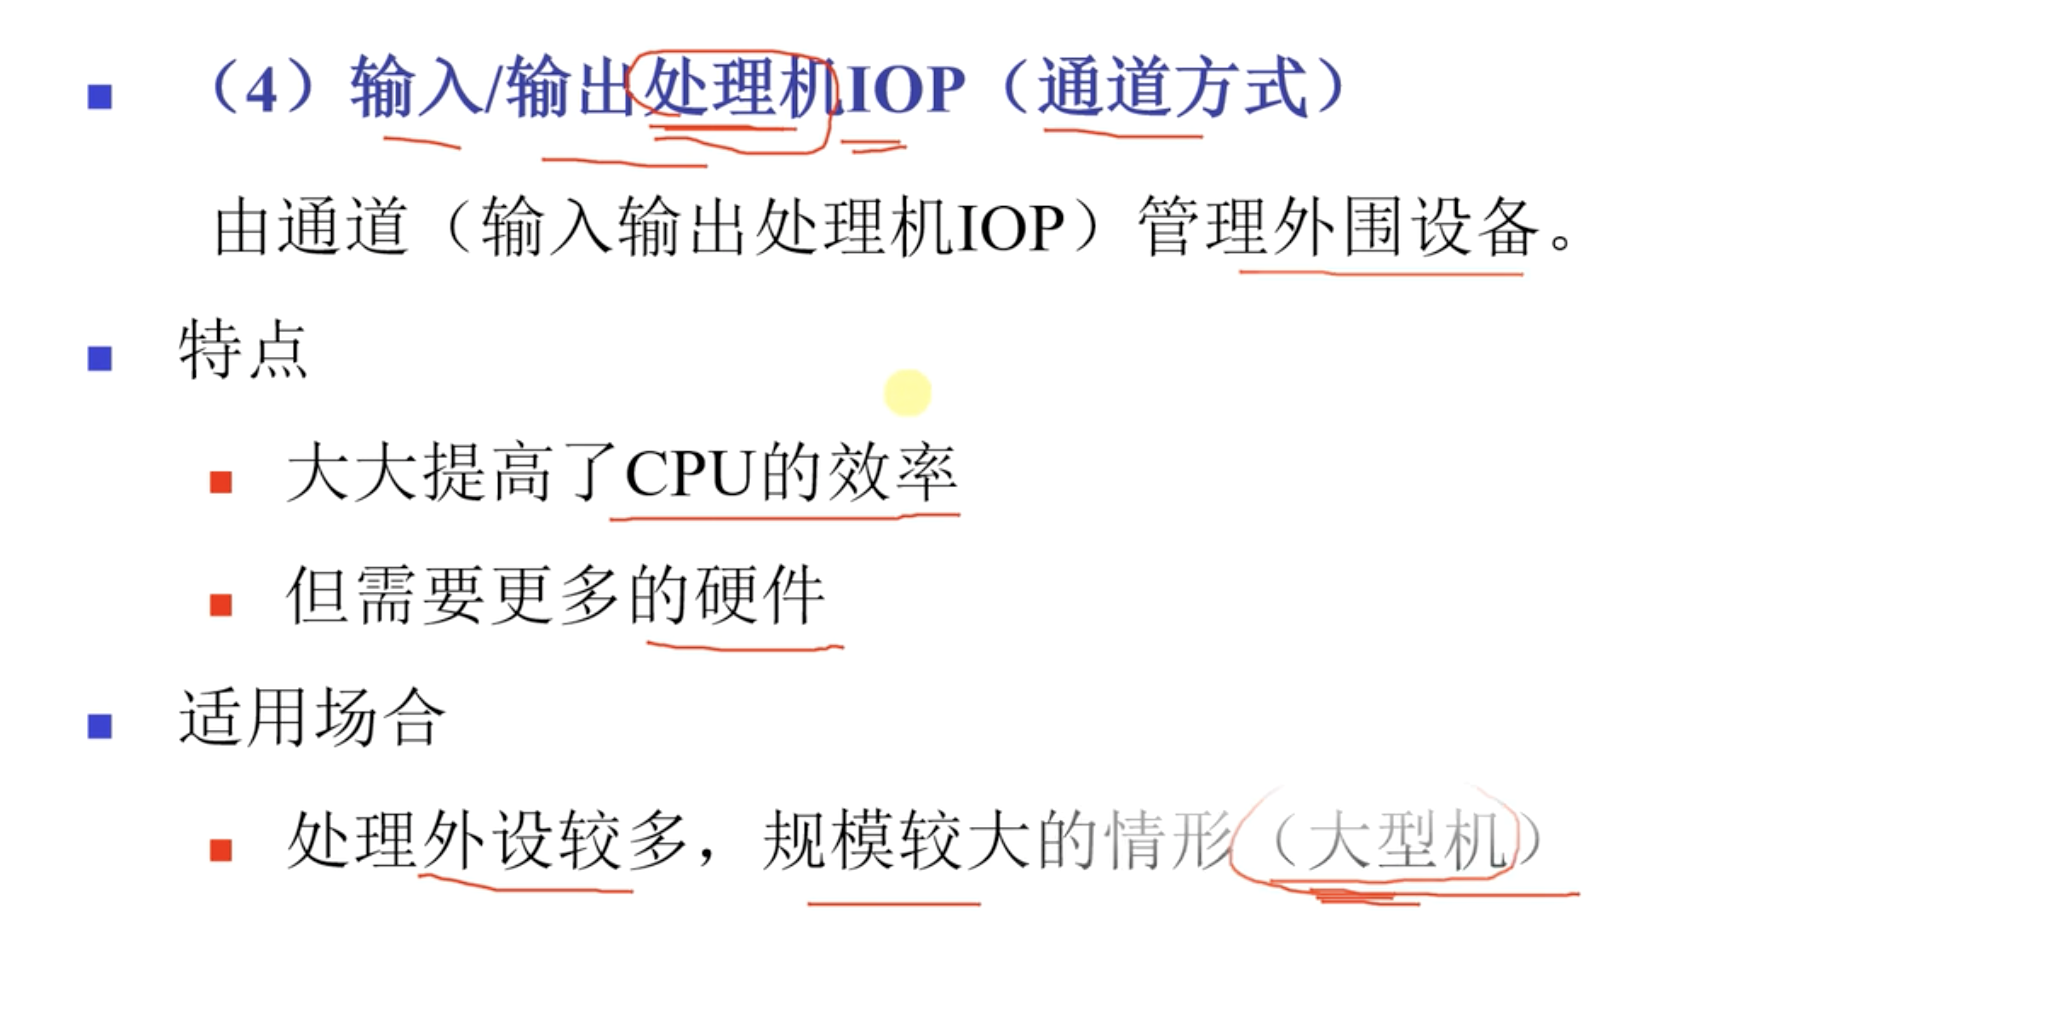 （4）输入/输出处理机IOP（通道方式）
由通道（输入输出处理机IOP）管理外围设备。
特点
大大提高了CPU的效率
但需要更多的硬件
适用场合
处理外设较多，规模较大的情形（大型机）